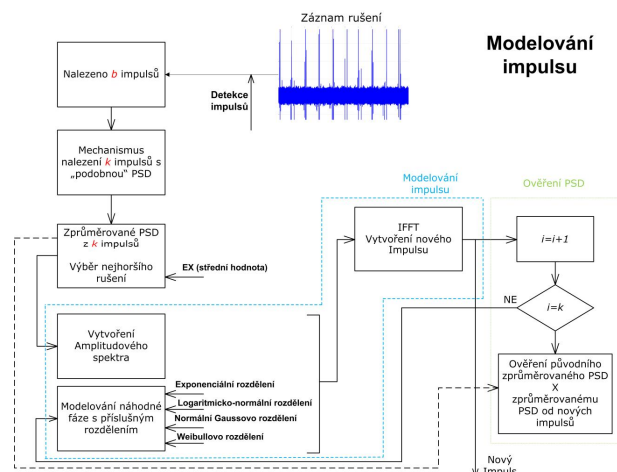 Záznam rušení
Modelování
impulsu
Nalezeno b impulsů
Detekce
impulsů
Mechanismus
nalezení k impulsů s
„podobnou“ PSD
Modelování
impulsu
Ověření PSD
Zprůměrované PSD
z k impulsů
Výběr nejhoršího
rušení
EX (střední hodnota)
IFFT
Vytvoření nového
Impulsu
i=i+1
NE
i=k
Vytvoření
Amplitudového
spektra
Ověření původního
zprůměrovaného PSD
X
zprůměrovanému
PSD od nových
impulsů
Modelování náhodné
fáze s příslušným
rozdělením
Exponenciální rozdělení
Logaritmicko-normální rozdělení
Normální Gaussovo rozdělení
Weibullovo rozdělení
Nový
Impuls